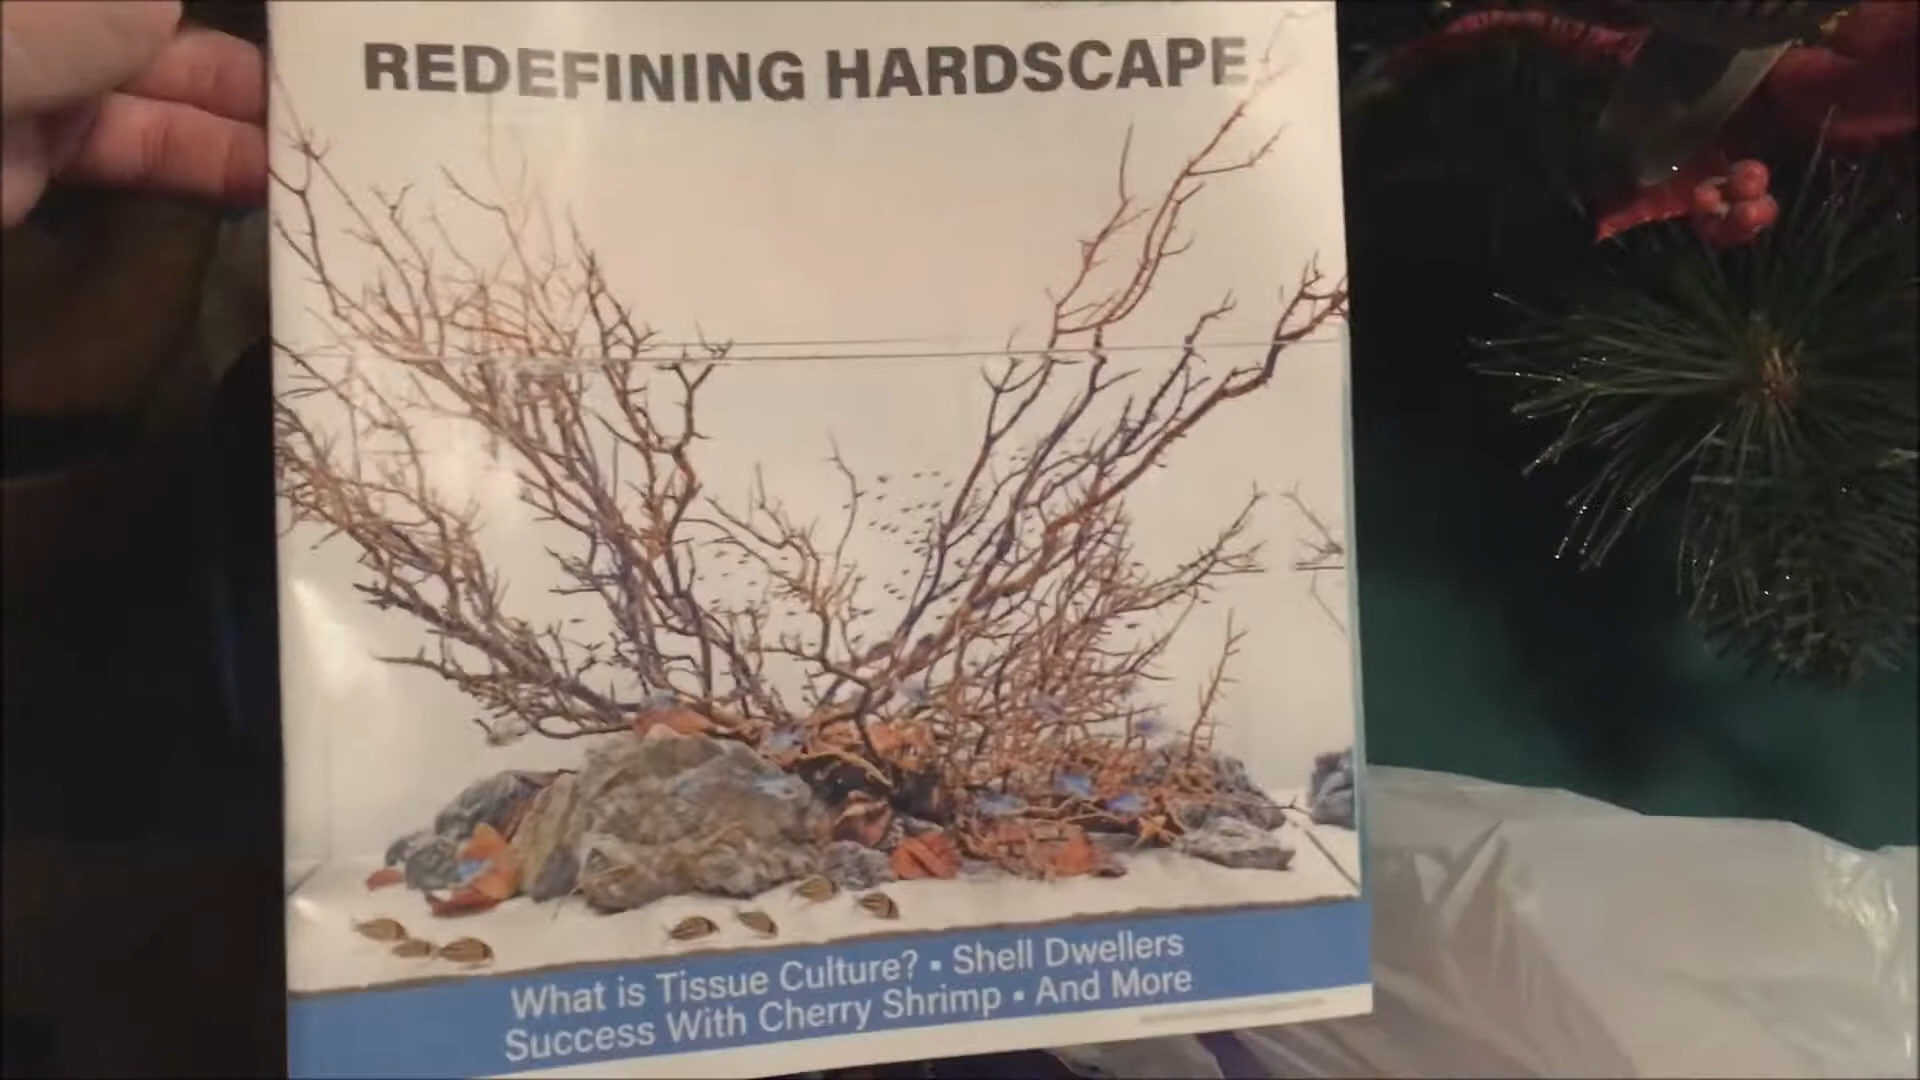 REDEFINING HARDSCAPE
What is Tissue Culture? ▪ Shell Dwellers
Success With Cherry Shrimp ▪ And More